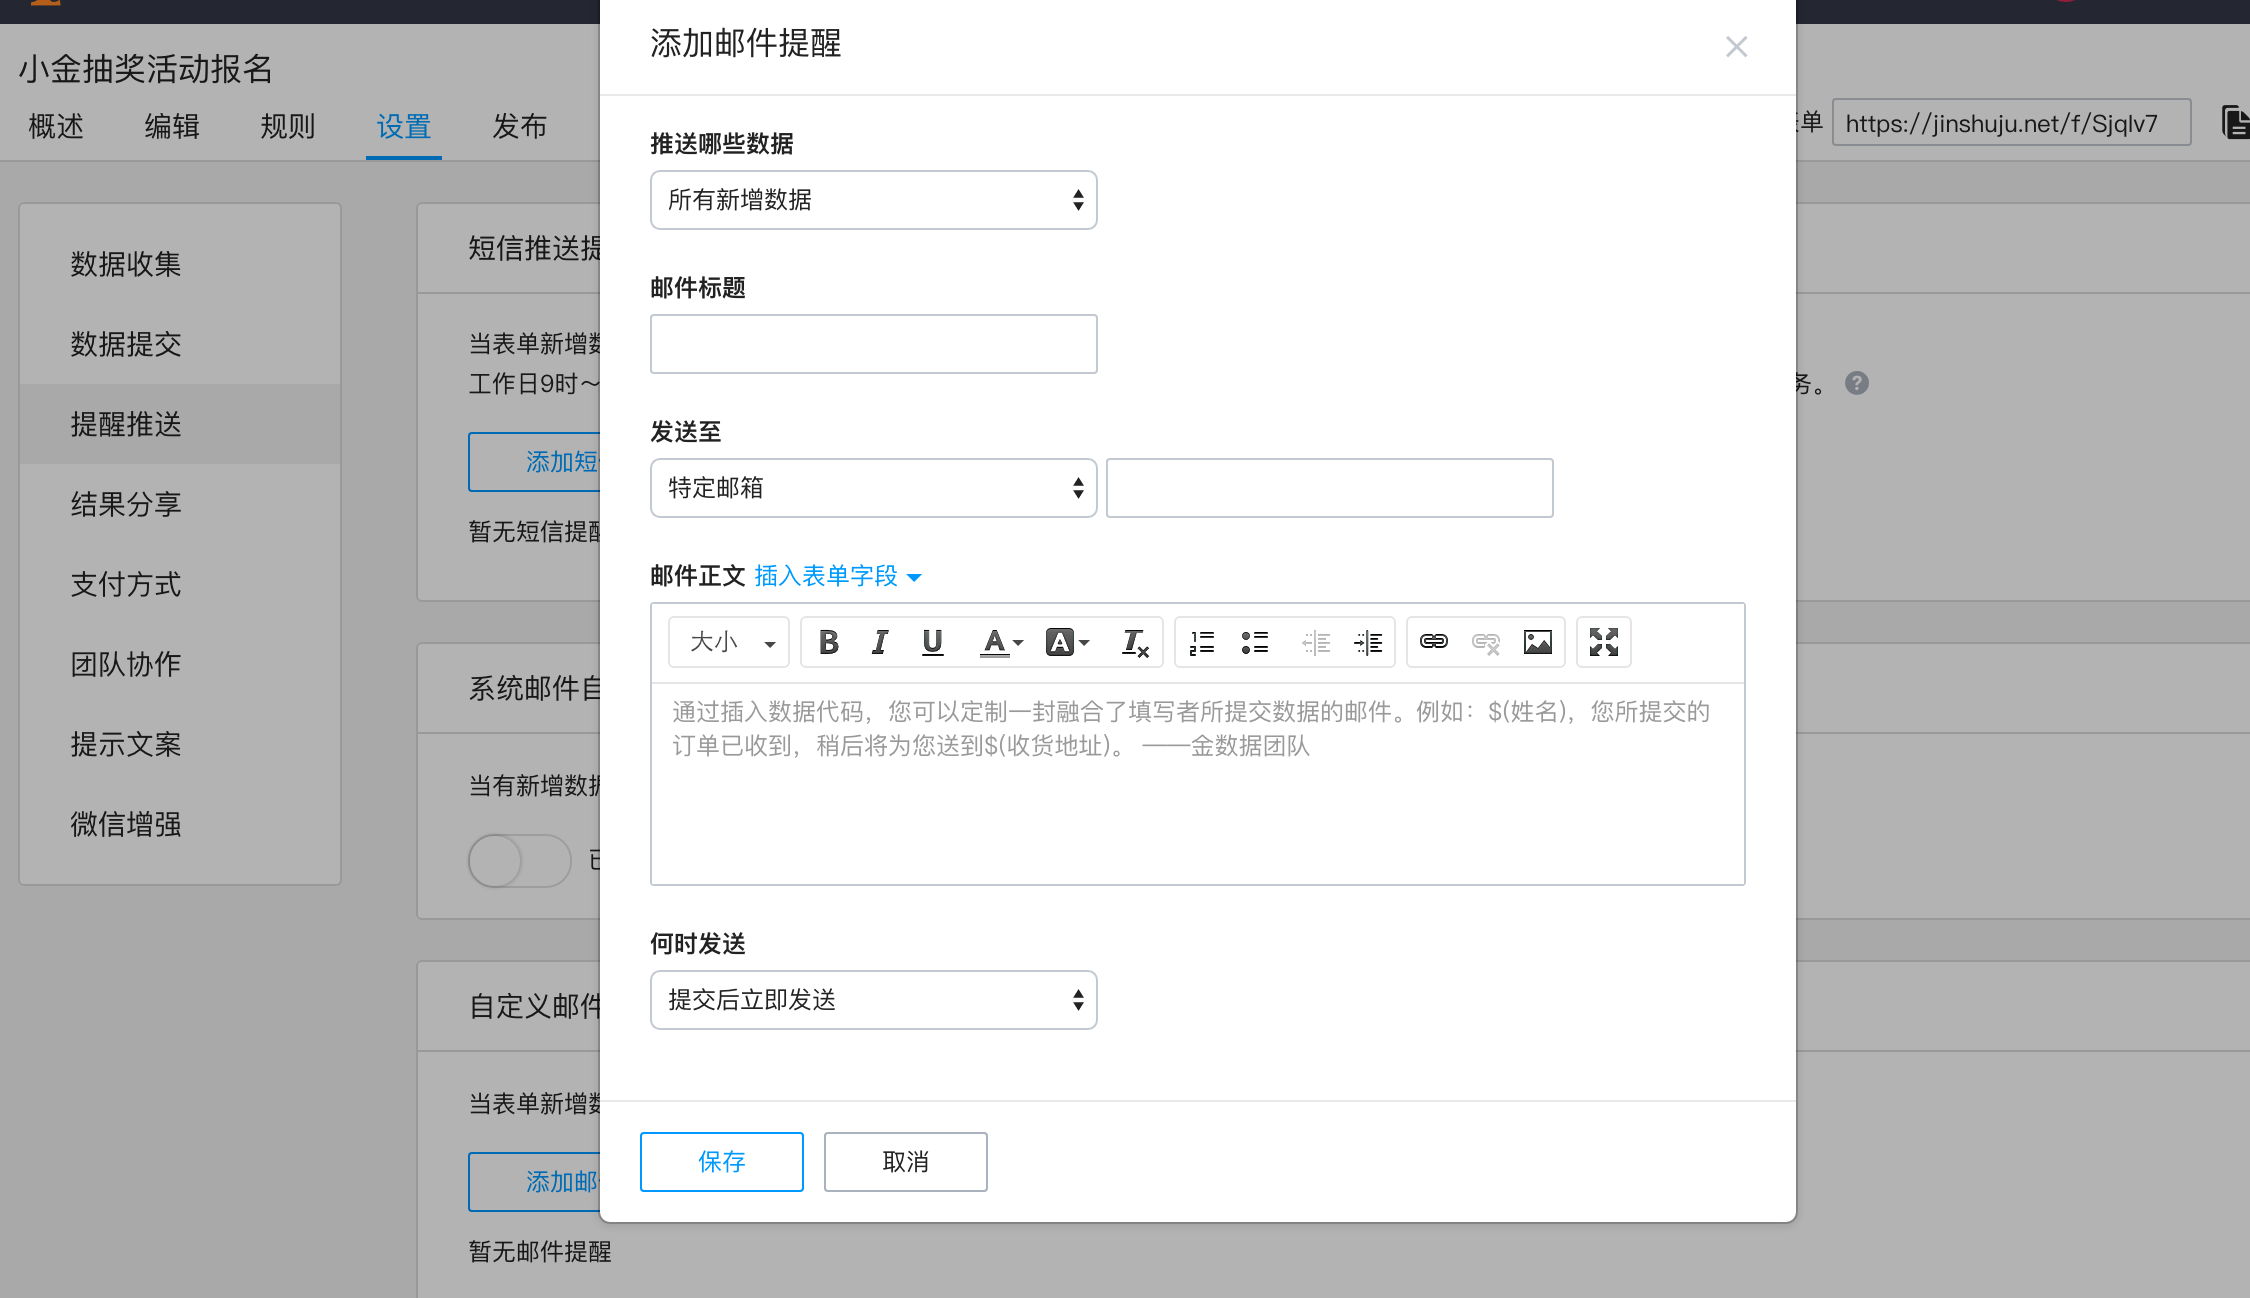 小金抽奖活动报名
概述
编辑
规则
设置
发布
单
https://jinshuju.net/f/Sjqlv7
数据收集
数据提交
提醒推送
结果分享
支付方式
团队协作
提示文案
微信增强
短信推送提
当表单新增数
工作日9时～
务。
添加短
暂无短信提醒
系统邮件自
当有新增数据
已
自定义邮件
当表单新增数
添加邮
暂无邮件提醒
添加邮件提醒
推送哪些数据
所有新增数据
邮件标题
发送至
特定邮箱
邮件正文 插入表单字段
大小
通过插入数据代码，您可以定制一封融合了填写者所提交数据的邮件。例如：$(姓名)，您所提交的
订单已收到，稍后将为您送到$(收货地址)。 ——金数据团队
何时发送
提交后立即发送
保存
取消